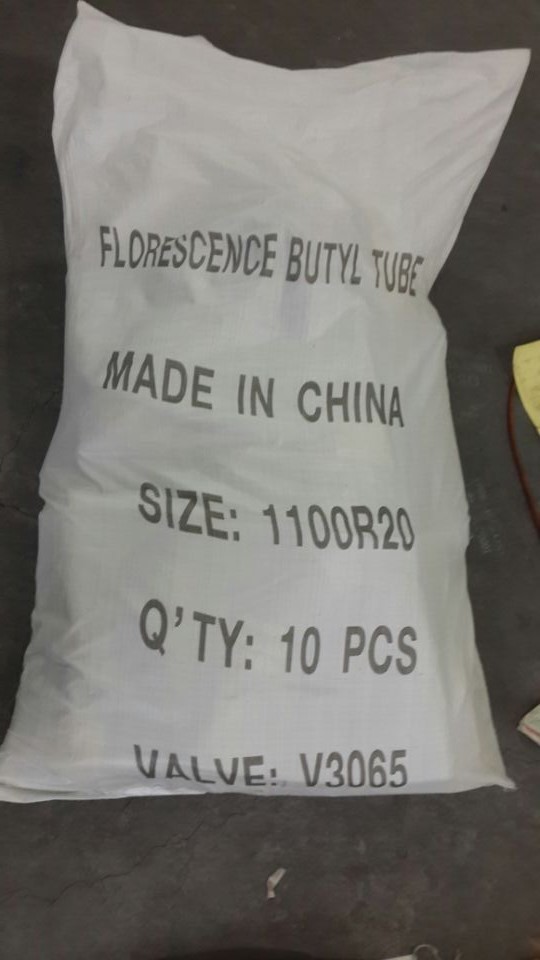 FLORESCENCE BUTYL TUBE
MADE IN CHINA
SIZE: 1100R20
Q'TY: 10 PCS
VALVE: V3065